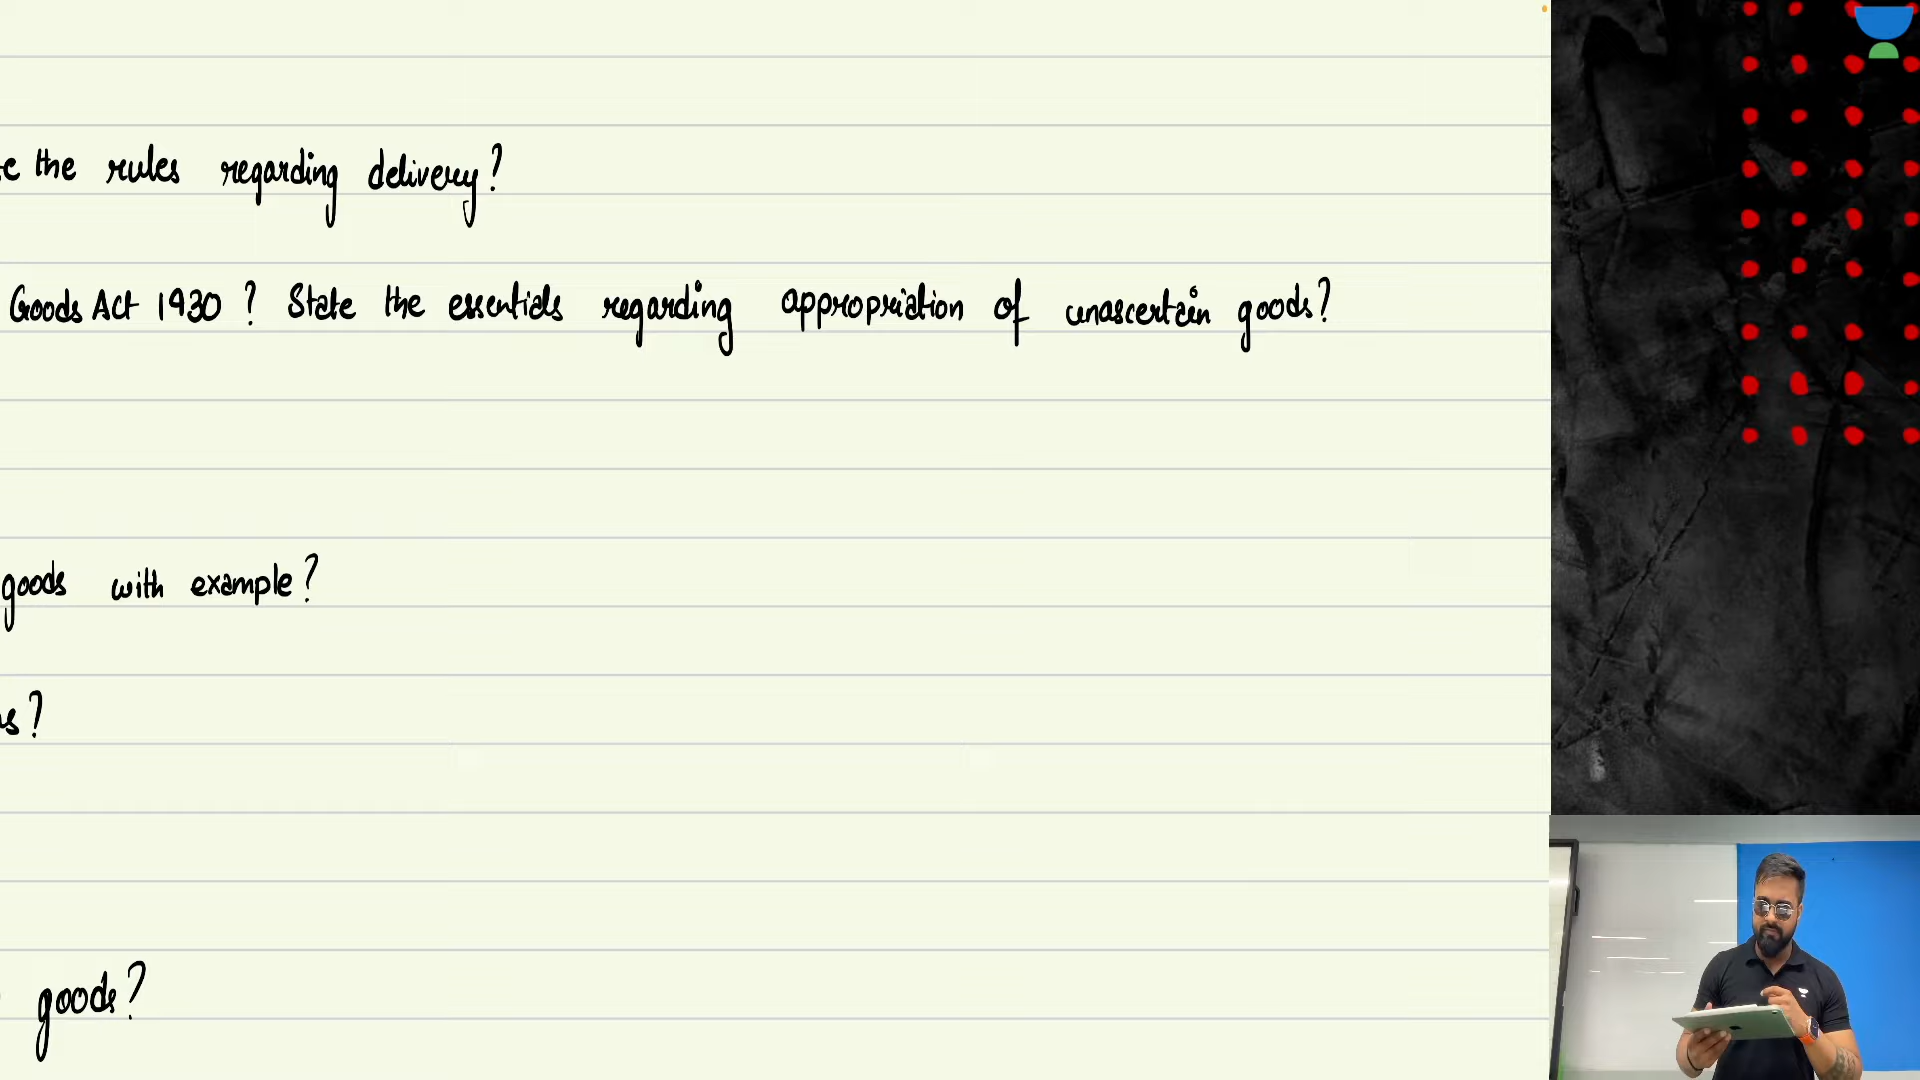 the rules regarding delivery?
Goods Act 1930 ? State the essentials regarding appropriation of unascertain goods?
goods with example?
goods?